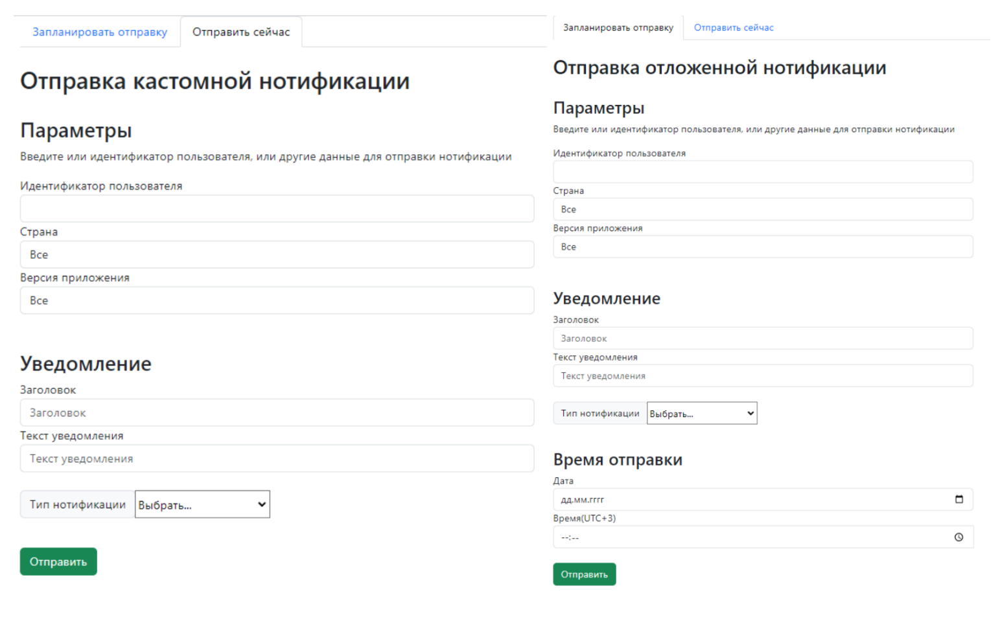 Запланировать отправку
Отправить сейчас
Отправка кастомной нотификации
Параметры
Введите или идентификатор пользователя, или другие данные для отправки нотификации
Идентификатор пользователя
Страна
Все
Версия приложения
Все
Уведомление
Заголовок
Заголовок
Текст уведомления
Текст уведомления
Тип нотификации
Выбрать...
Отправить
Запланировать отправку
Отправить сейчас
Отправка отложенной нотификации
Параметры
Введите или идентификатор пользователя, или другие данные для отправки нотификации
Идентификатор пользователя
Страна
Все
Версия приложения
Все
Уведомление
Заголовок
Заголовок
Текст уведомления
Текст уведомления
Тип нотификации
Выбрать...
Время отправки
Дата
дд.мм.гггг
Время(UTC+3)
--:--
Отправить